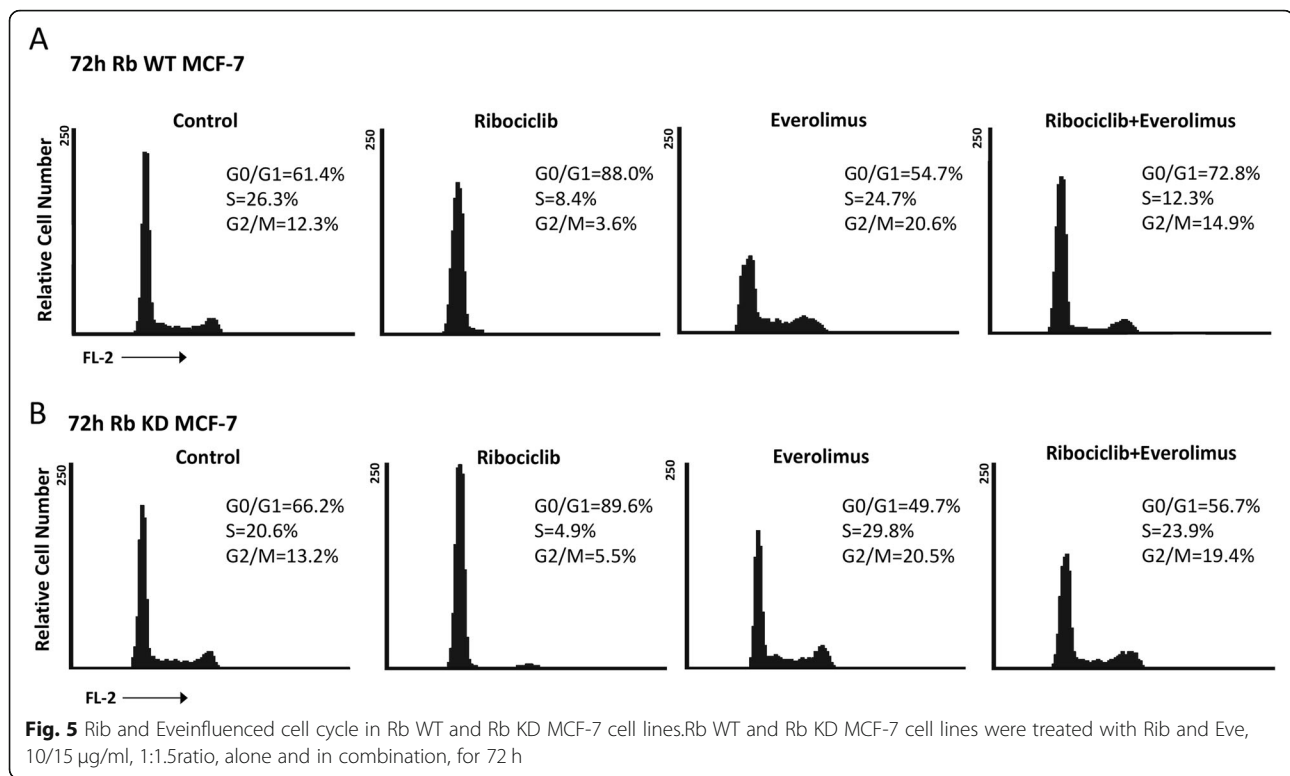 A
72h Rb WT MCF-7
Relative Cell Number
250
Control
G0/G1=61.4%
S=26.3%
G2/M=12.3%
FL-2
250
Ribociclib
G0/G1=88.0%
S=8.4%
G2/M=3.6%
250
Everolimus
G0/G1=54.7%
S=24.7%
G2/M=20.6%
250
Ribociclib+Everolimus
G0/G1=72.8%
S=12.3%
G2/M=14.9%
B
72h Rb KD MCF-7
Relative Cell Number
250
Control
G0/G1=66.2%
S=20.6%
G2/M=13.2%
FL-2
250
Ribociclib
G0/G1=89.6%
S=4.9%
G2/M=5.5%
250
Everolimus
G0/G1=49.7%
S=29.8%
G2/M=20.5%
250
Ribociclib+Everolimus
G0/G1=56.7%
S=23.9%
G2/M=19.4%
Fig. 5 Rib and Eveinfluenced cell cycle in Rb WT and Rb KD MCF-7 cell lines.Rb WT and Rb KD MCF-7 cell lines were treated with Rib and Eve,
10/15 μg/ml, 1:1.5ratio, alone and in combination, for 72 h